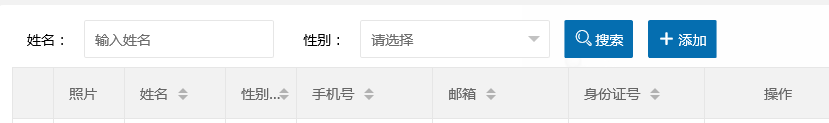 姓名： 输入姓名 性别： 请选择 搜索 添加
照片 姓名 性别... 手机号 邮箱 身份证号 操作